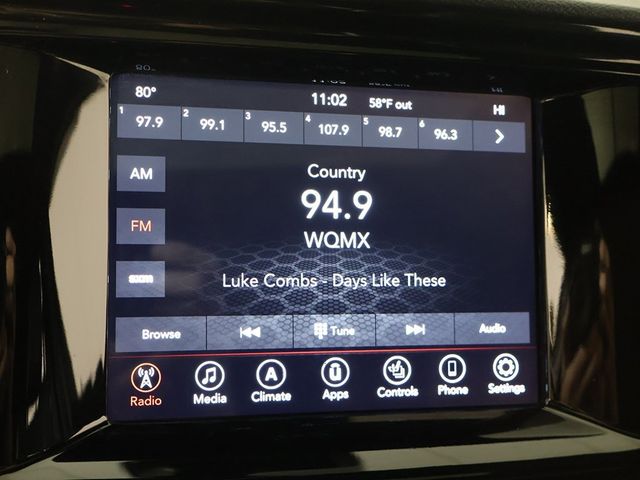 80° 11:02 58°F out HI
1 97.9 2 99.1 3 95.5 4 107.9 5 98.7 6 96.3
AM
Country
94.9
FM
WQMX
SXM
Luke Combs - Days Like These
Browse Tune Audio
A
Radio Media Climate Apps Controls Phone Settings